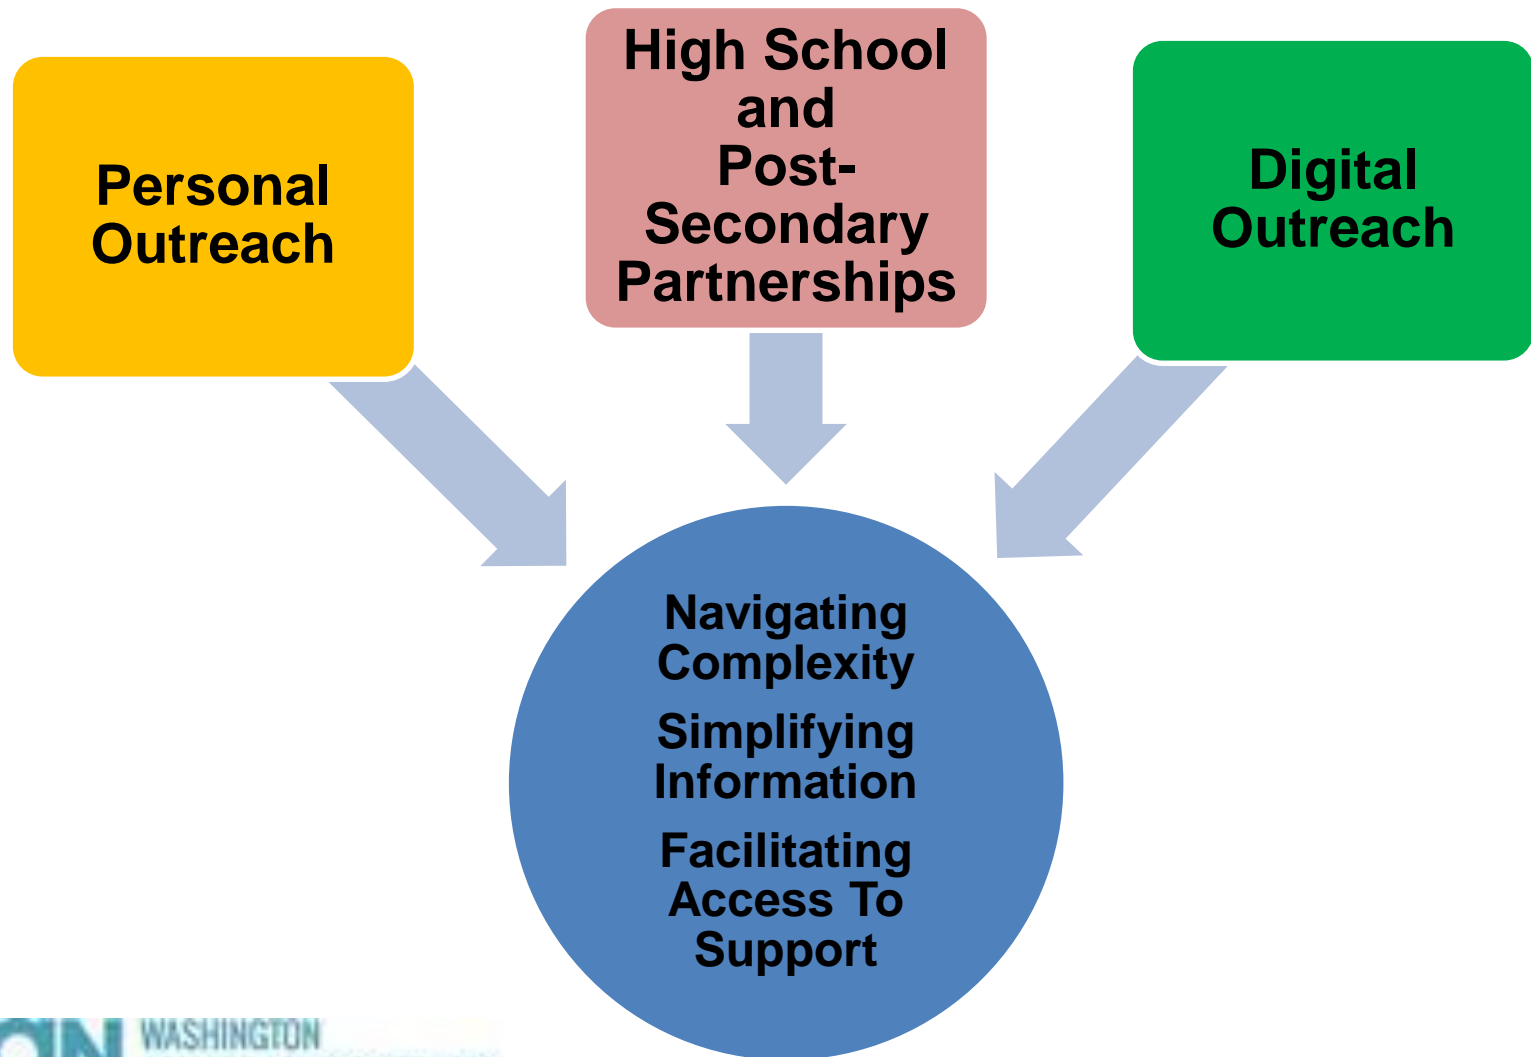 Personal
Outreach
High School
and
Post-
Secondary
Partnerships
Digital
Outreach
Navigating
Complexity
Simplifying
Information
Facilitating
Access To
Support
WASHINGTON